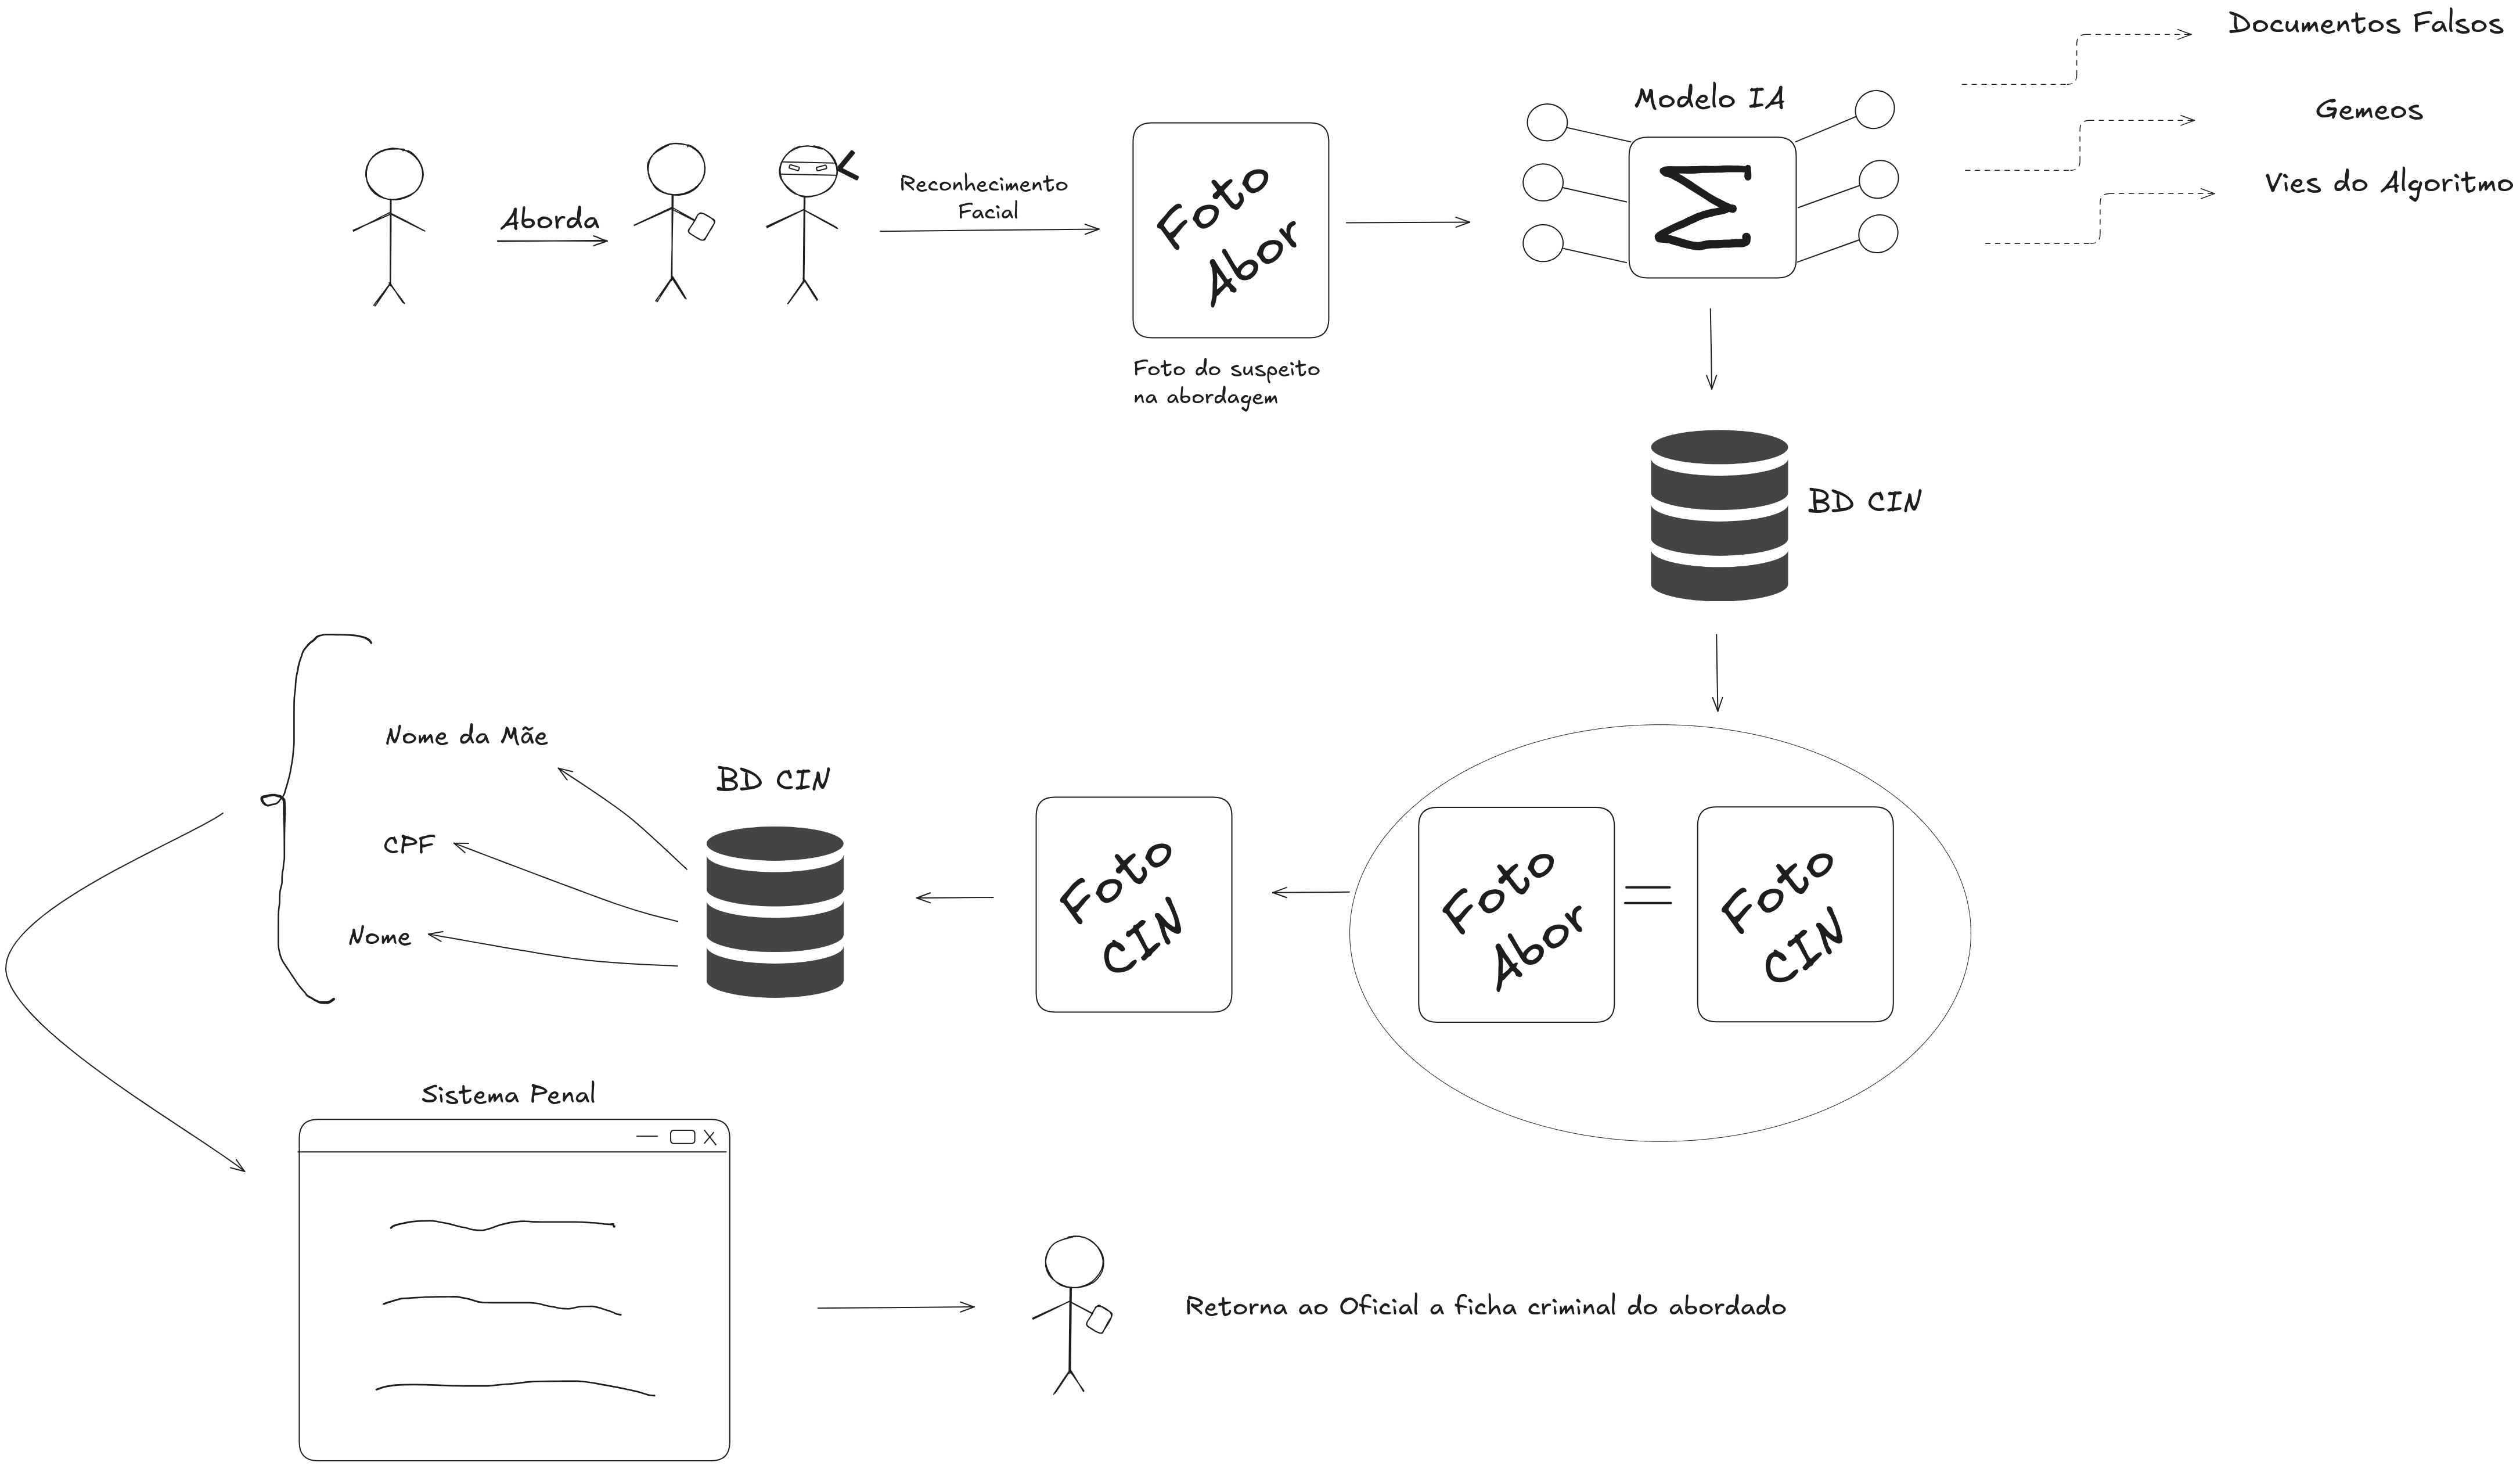 Documentos Falsos
Modelo IA
Gemeos
Reconhecimento
Facial
Vies do Algoritmo
Aborda
Foto
Abor
Foto do suspeito
na abordagem
BD CIN
Nome da Mãe
BD CIN
CPF
Nome
Foto
CIN
Foto
Abor
Foto
CIN
Sistema Penal
Retorna ao Oficial a ficha criminal do abordado